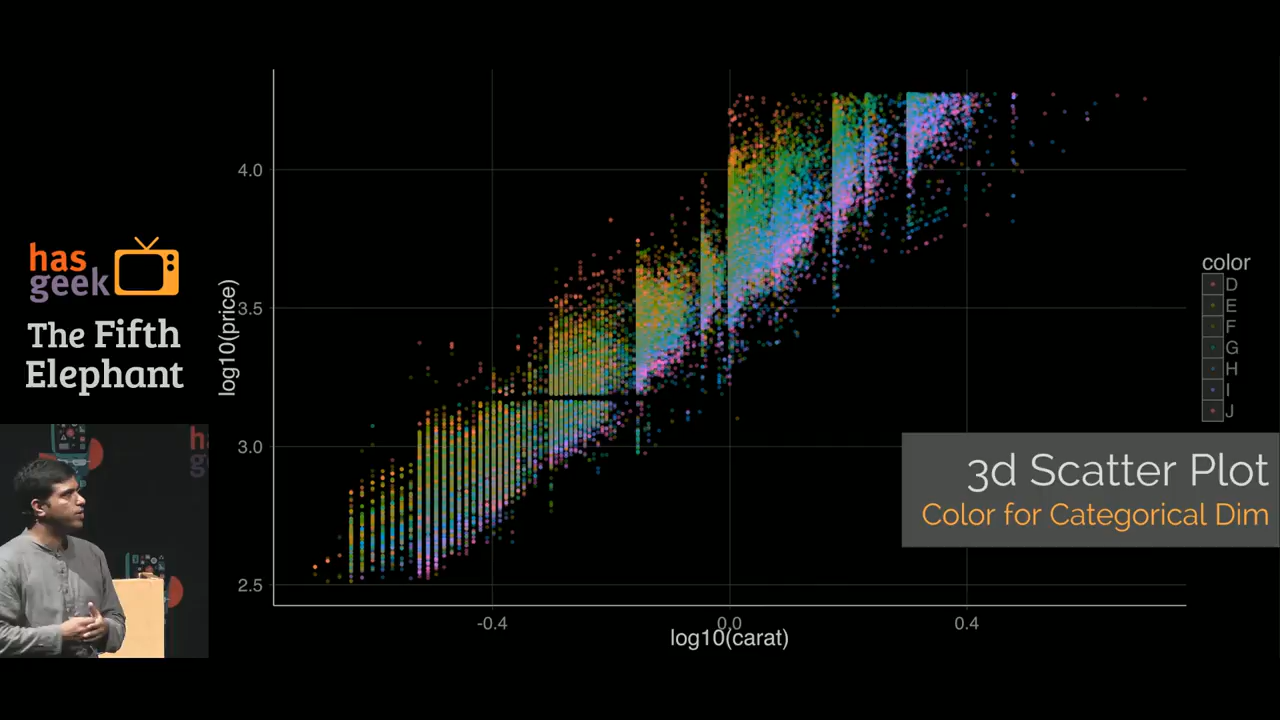 has
geek
The Fifth
Elephant
log10(price)
4.0
3.5
3.0
2.5
-0.4
0.0
0.4
log10(carat)
color
D
E
F
G
H
I
J
3d Scatter Plot
Color for Categorical Dim
ha
g